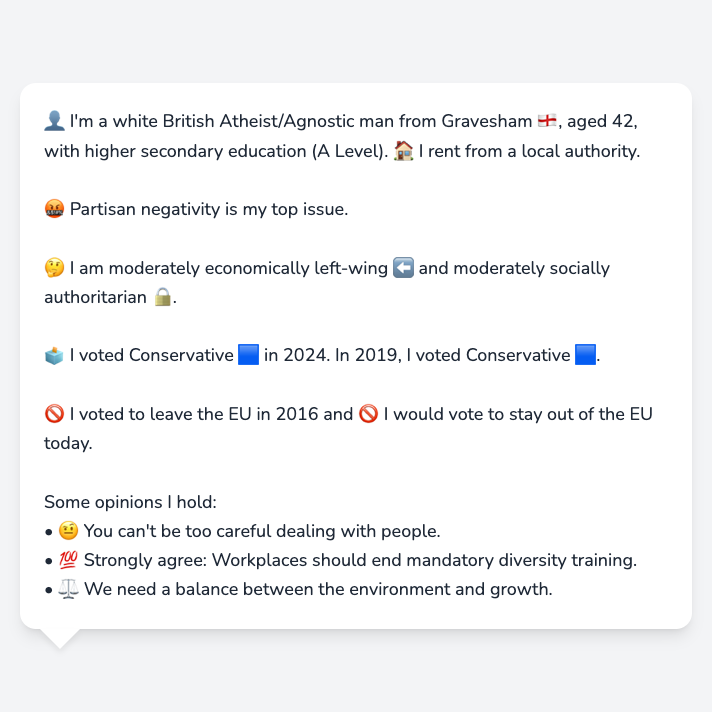 👤 I'm a white British Atheist/Agnostic man from Gravesham 🏴󠁧󠁢󠁥󠁮󠁧󠁿, aged 42,
with higher secondary education (A Level). 🏠 I rent from a local authority.
🤬 Partisan negativity is my top issue.
🤔 I am moderately economically left-wing ⬅️ and moderately socially
authoritarian 🔒.
🗳️ I voted Conservative 🟦 in 2024. In 2019, I voted Conservative 🟦.
🚫 I voted to leave the EU in 2016 and 🚫 I would vote to stay out of the EU
today.
Some opinions I hold:
• 🤨 You can't be too careful dealing with people.
• 💯 Strongly agree: Workplaces should end mandatory diversity training.
• ⚖️ We need a balance between the environment and growth.